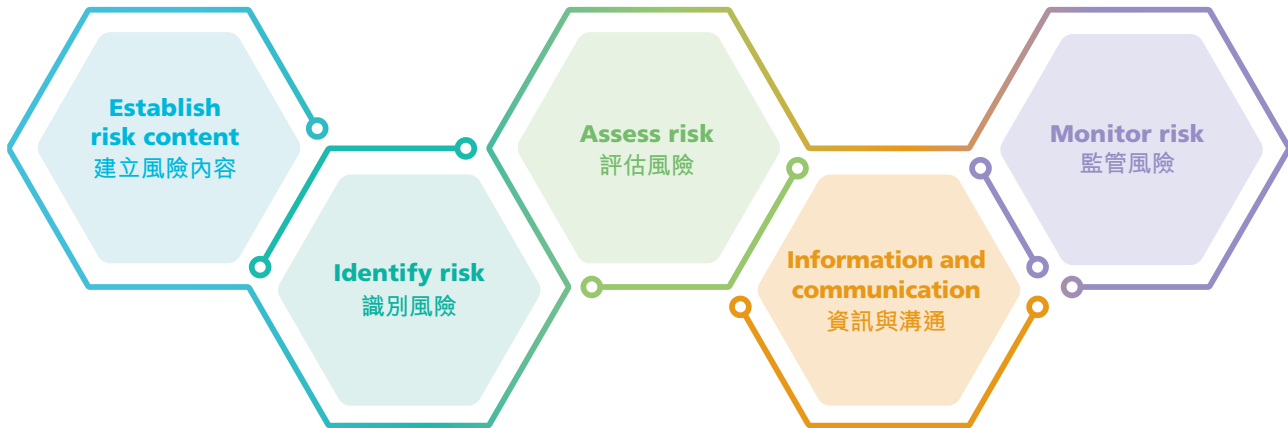 Establish
risk content
建立風險內容
Identify risk
識別風險
Assess risk
評估風險
Information and
communication
資訊與溝通
Monitor risk
監管風險